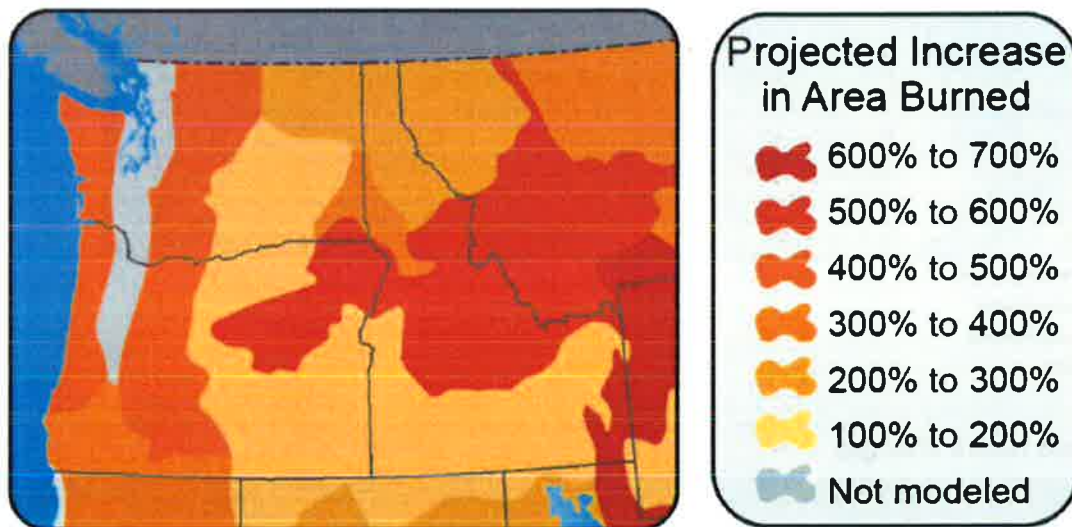 Projected Increase
in Area Burned
600% to 700%
500% to 600%
400% to 500%
300% to 400%
200% to 300%
100% to 200%
Not modeled